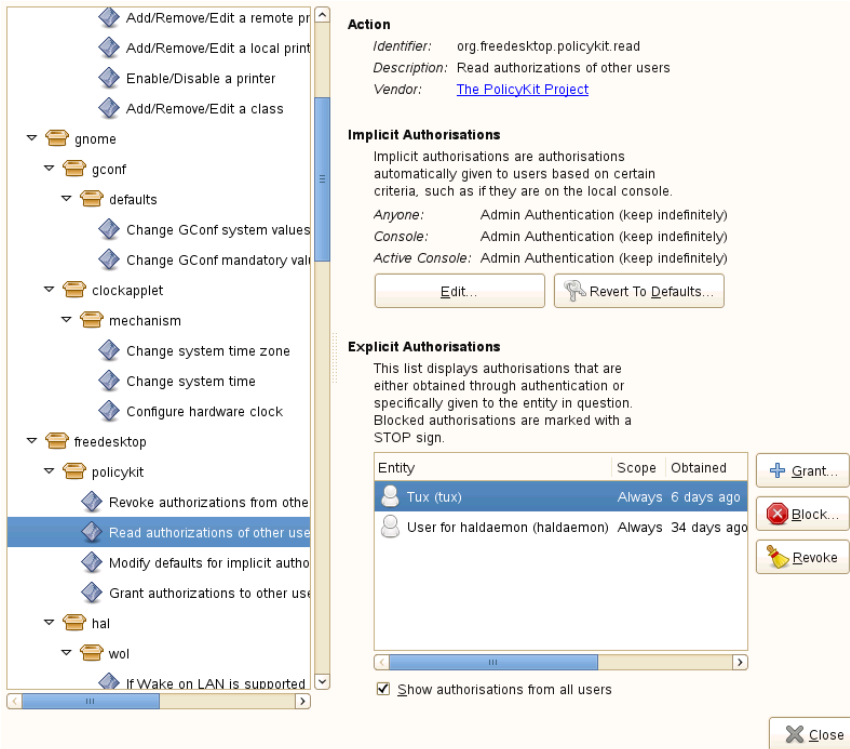 Add/Remove/Edit a remote pr
Add/Remove/Edit a local print
Enable/Disable a printer
Add/Remove/Edit a class
gnome
gconf
defaults
Change GConf system values
Change GConf mandatory val
clockapplet
mechanism
Change system time zone
Change system time
Configure hardware clock
freedesktop
policykit
Revoke authorizations from othe
Read authorizations of other use
Modify defaults for implicit autho
Grant authorizations to other use
hal
wol
If Wake on LAN is supported
Action
Identifier: org.freedesktop.policykit.read
Description: Read authorizations of other users
Vendor: The PolicyKit Project
Implicit Authorisations
Implicit authorisations are authorisations
automatically given to users based on certain
criteria, such as if they are on the local console.
Anyone: Admin Authentication (keep indefinitely)
Console: Admin Authentication (keep indefinitely)
Active Console: Admin Authentication (keep indefinitely)
Edit... Revert To Defaults...
Explicit Authorisations
This list displays authorisations that are
either obtained through authentication or
specifically given to the entity in question.
Blocked authorisations are marked with a
STOP sign.
Entity Scope Obtained
Tux (tux) Always 6 days ago
User for haldaemon (haldaemon) Always 34 days ago
Grant...
Block...
Revoke
Show authorisations from all users
Close